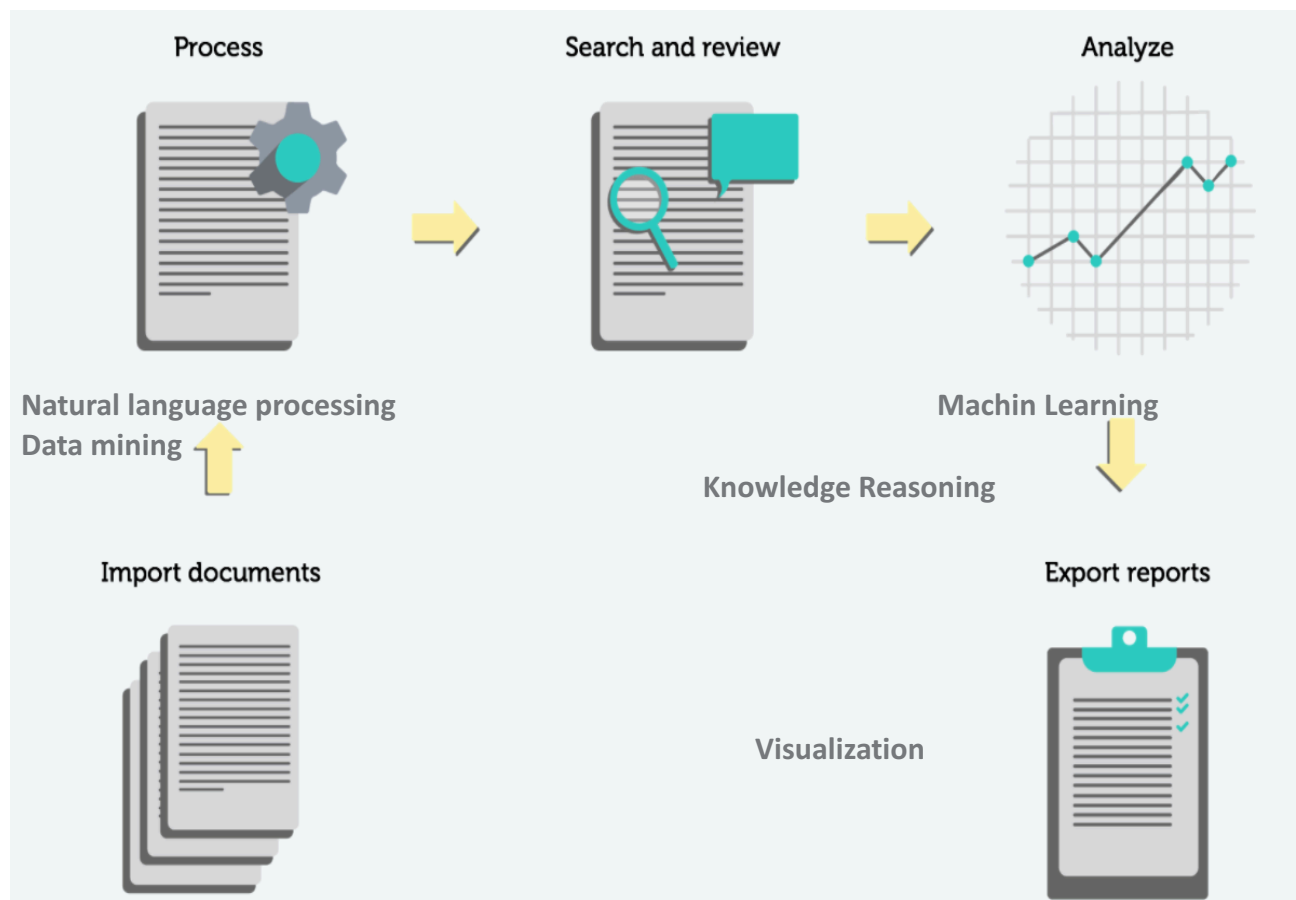 Process
Search and review
Analyze
Natural language processing
Data mining
Machin Learning
Knowledge Reasoning
Import documents
Export reports
Visualization